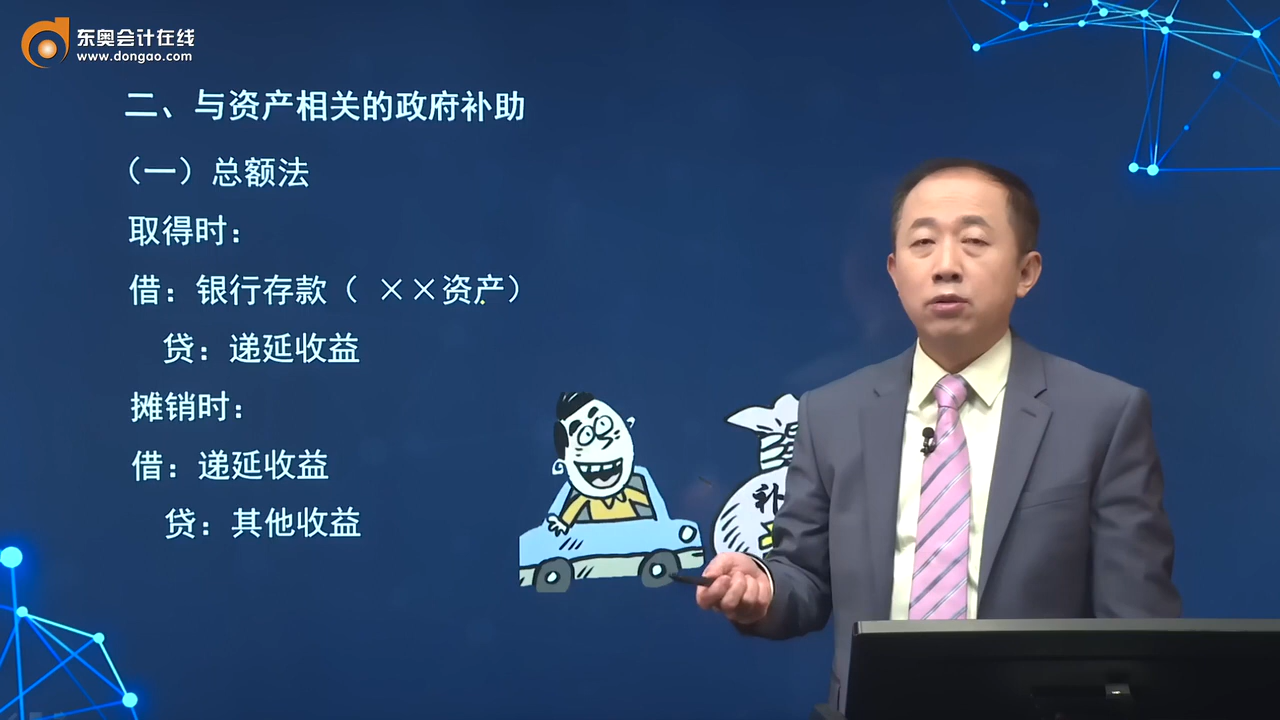 东奥会计在线
www.dongao.com
二、与资产相关的政府补助
（一）总额法
取得时：
借：银行存款（××资产）
贷：递延收益
摊销时：
借：递延收益
贷：其他收益
补